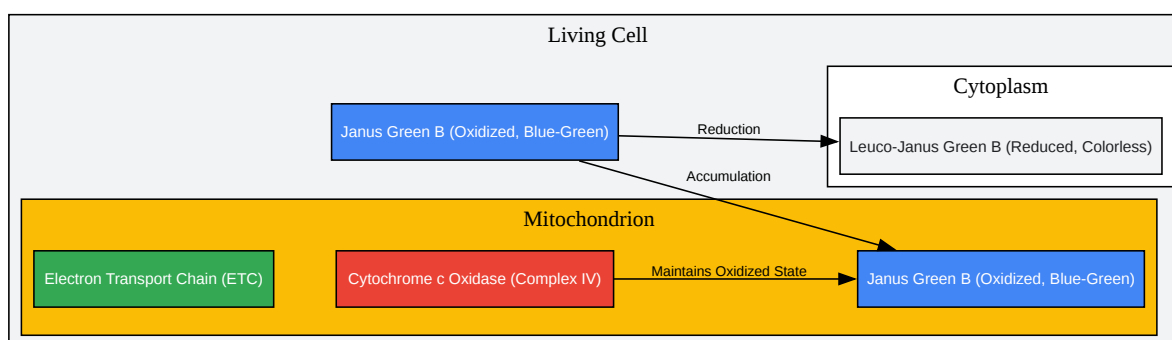 Living Cell
Cytoplasm
Janus Green B (Oxidized, Blue-Green)
Reduction
Leuco-Janus Green B (Reduced, Colorless)
Accumulation
Mitochondrion
Electron Transport Chain (ETC)
Cytochrome c Oxidase (Complex IV)
Maintains Oxidized State
Janus Green B (Oxidized, Blue-Green)